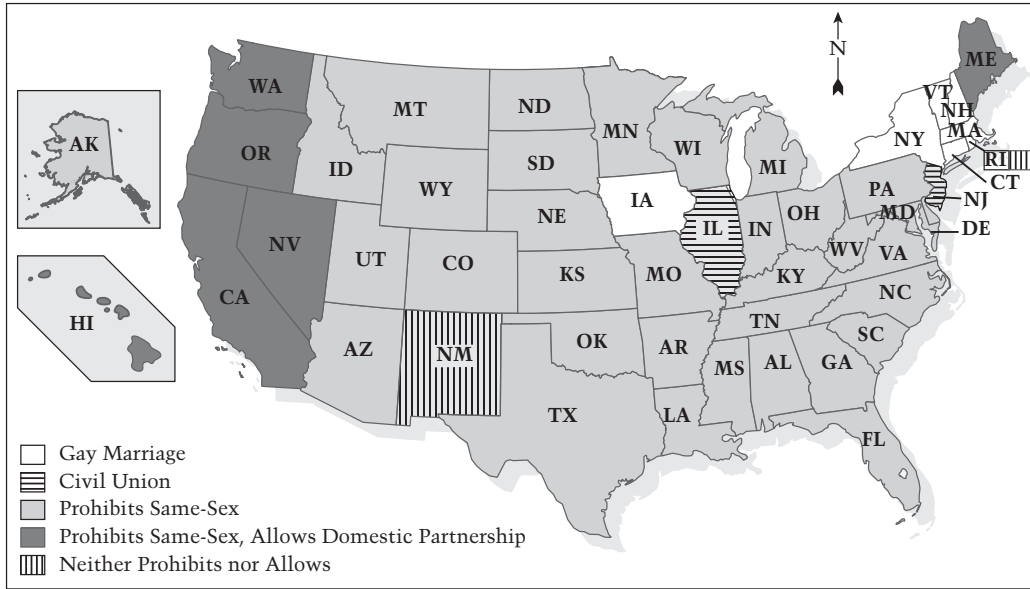 N
WA
MT
ND
MN
ME
VT
NH
AK
OR
ID
SD
WI
MI
NY
MA
RI
CT
WY
IA
PA
NJ
NE
IL
IN
OH
MD
DE
NV
UT
CO
WV
VA
HI
CA
KS
MO
KY
NC
AZ
NM
OK
AR
TN
SC
MS
AL
GA
TX
LA
FL
Gay Marriage
Civil Union
Prohibits Same-Sex
Prohibits Same-Sex, Allows Domestic Partnership
Neither Prohibits nor Allows